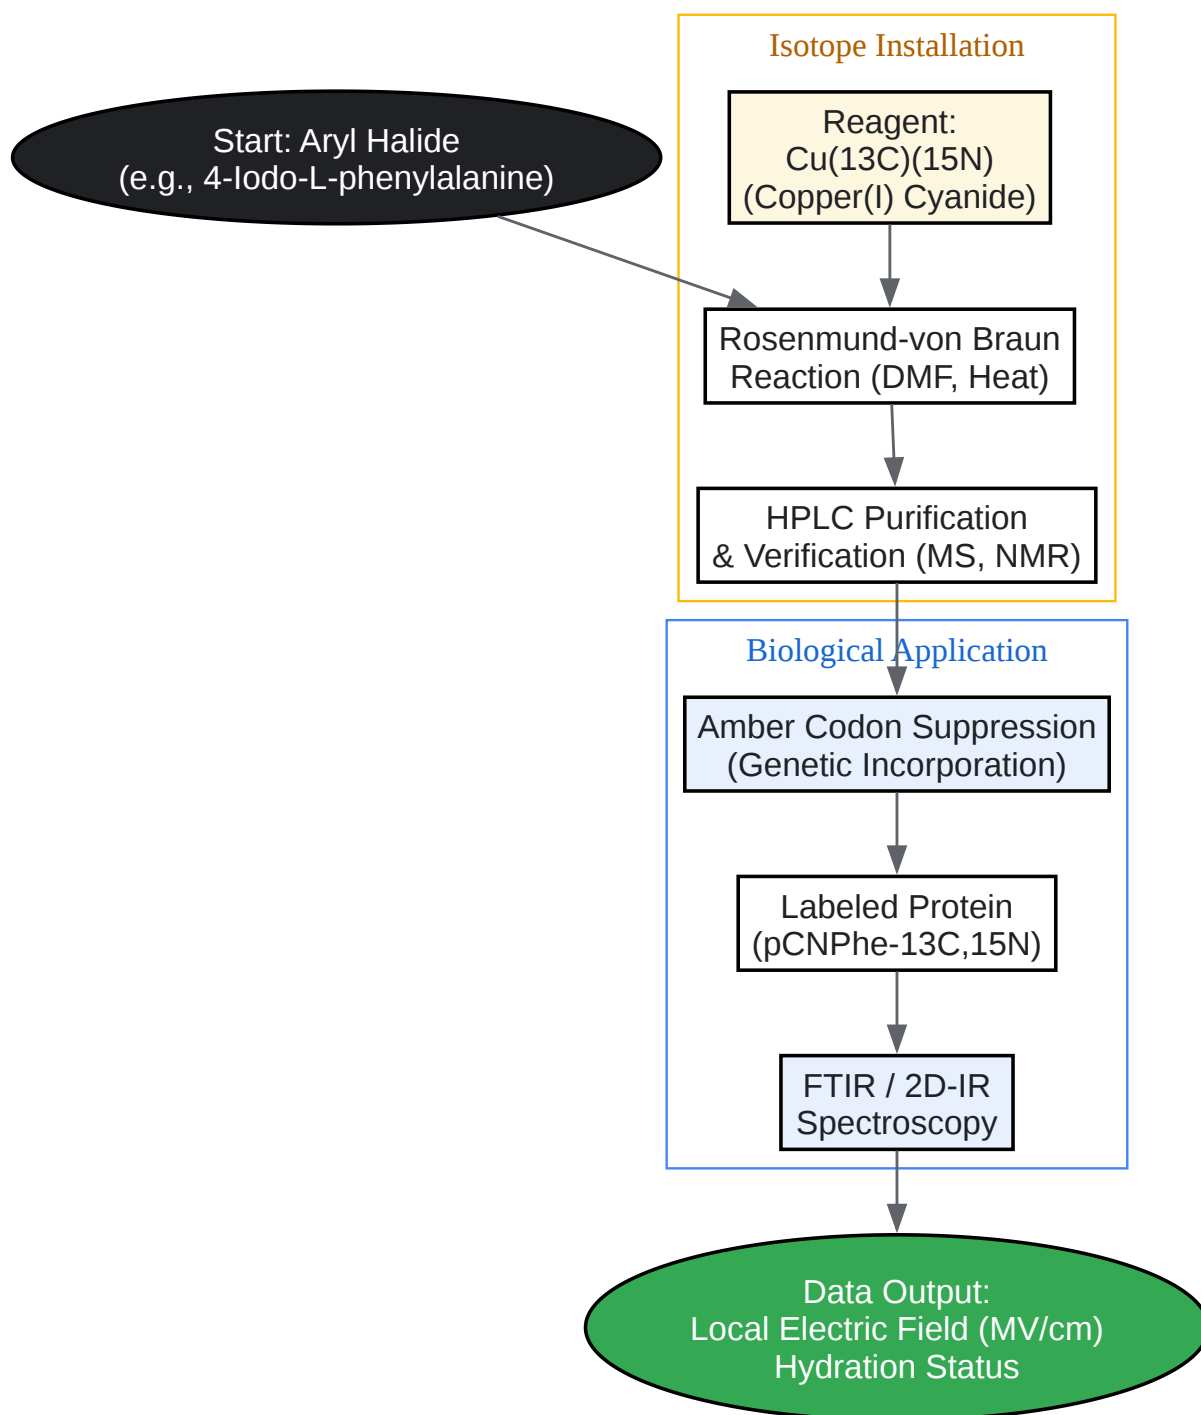 Isotope Installation
Start: Aryl Halide
(e.g., 4-Iodo-L-phenylalanine)
Reagent:
Cu(13C)(15N)
(Copper(I) Cyanide)
Rosenmund-von Braun
Reaction (DMF, Heat)
HPLC Purification
& Verification (MS, NMR)
Biological Application
Amber Codon Suppression
(Genetic Incorporation)
Labeled Protein
(pCNPhe-13C,15N)
FTIR / 2D-IR
Spectroscopy
Data Output:
Local Electric Field (MV/cm)
Hydration Status